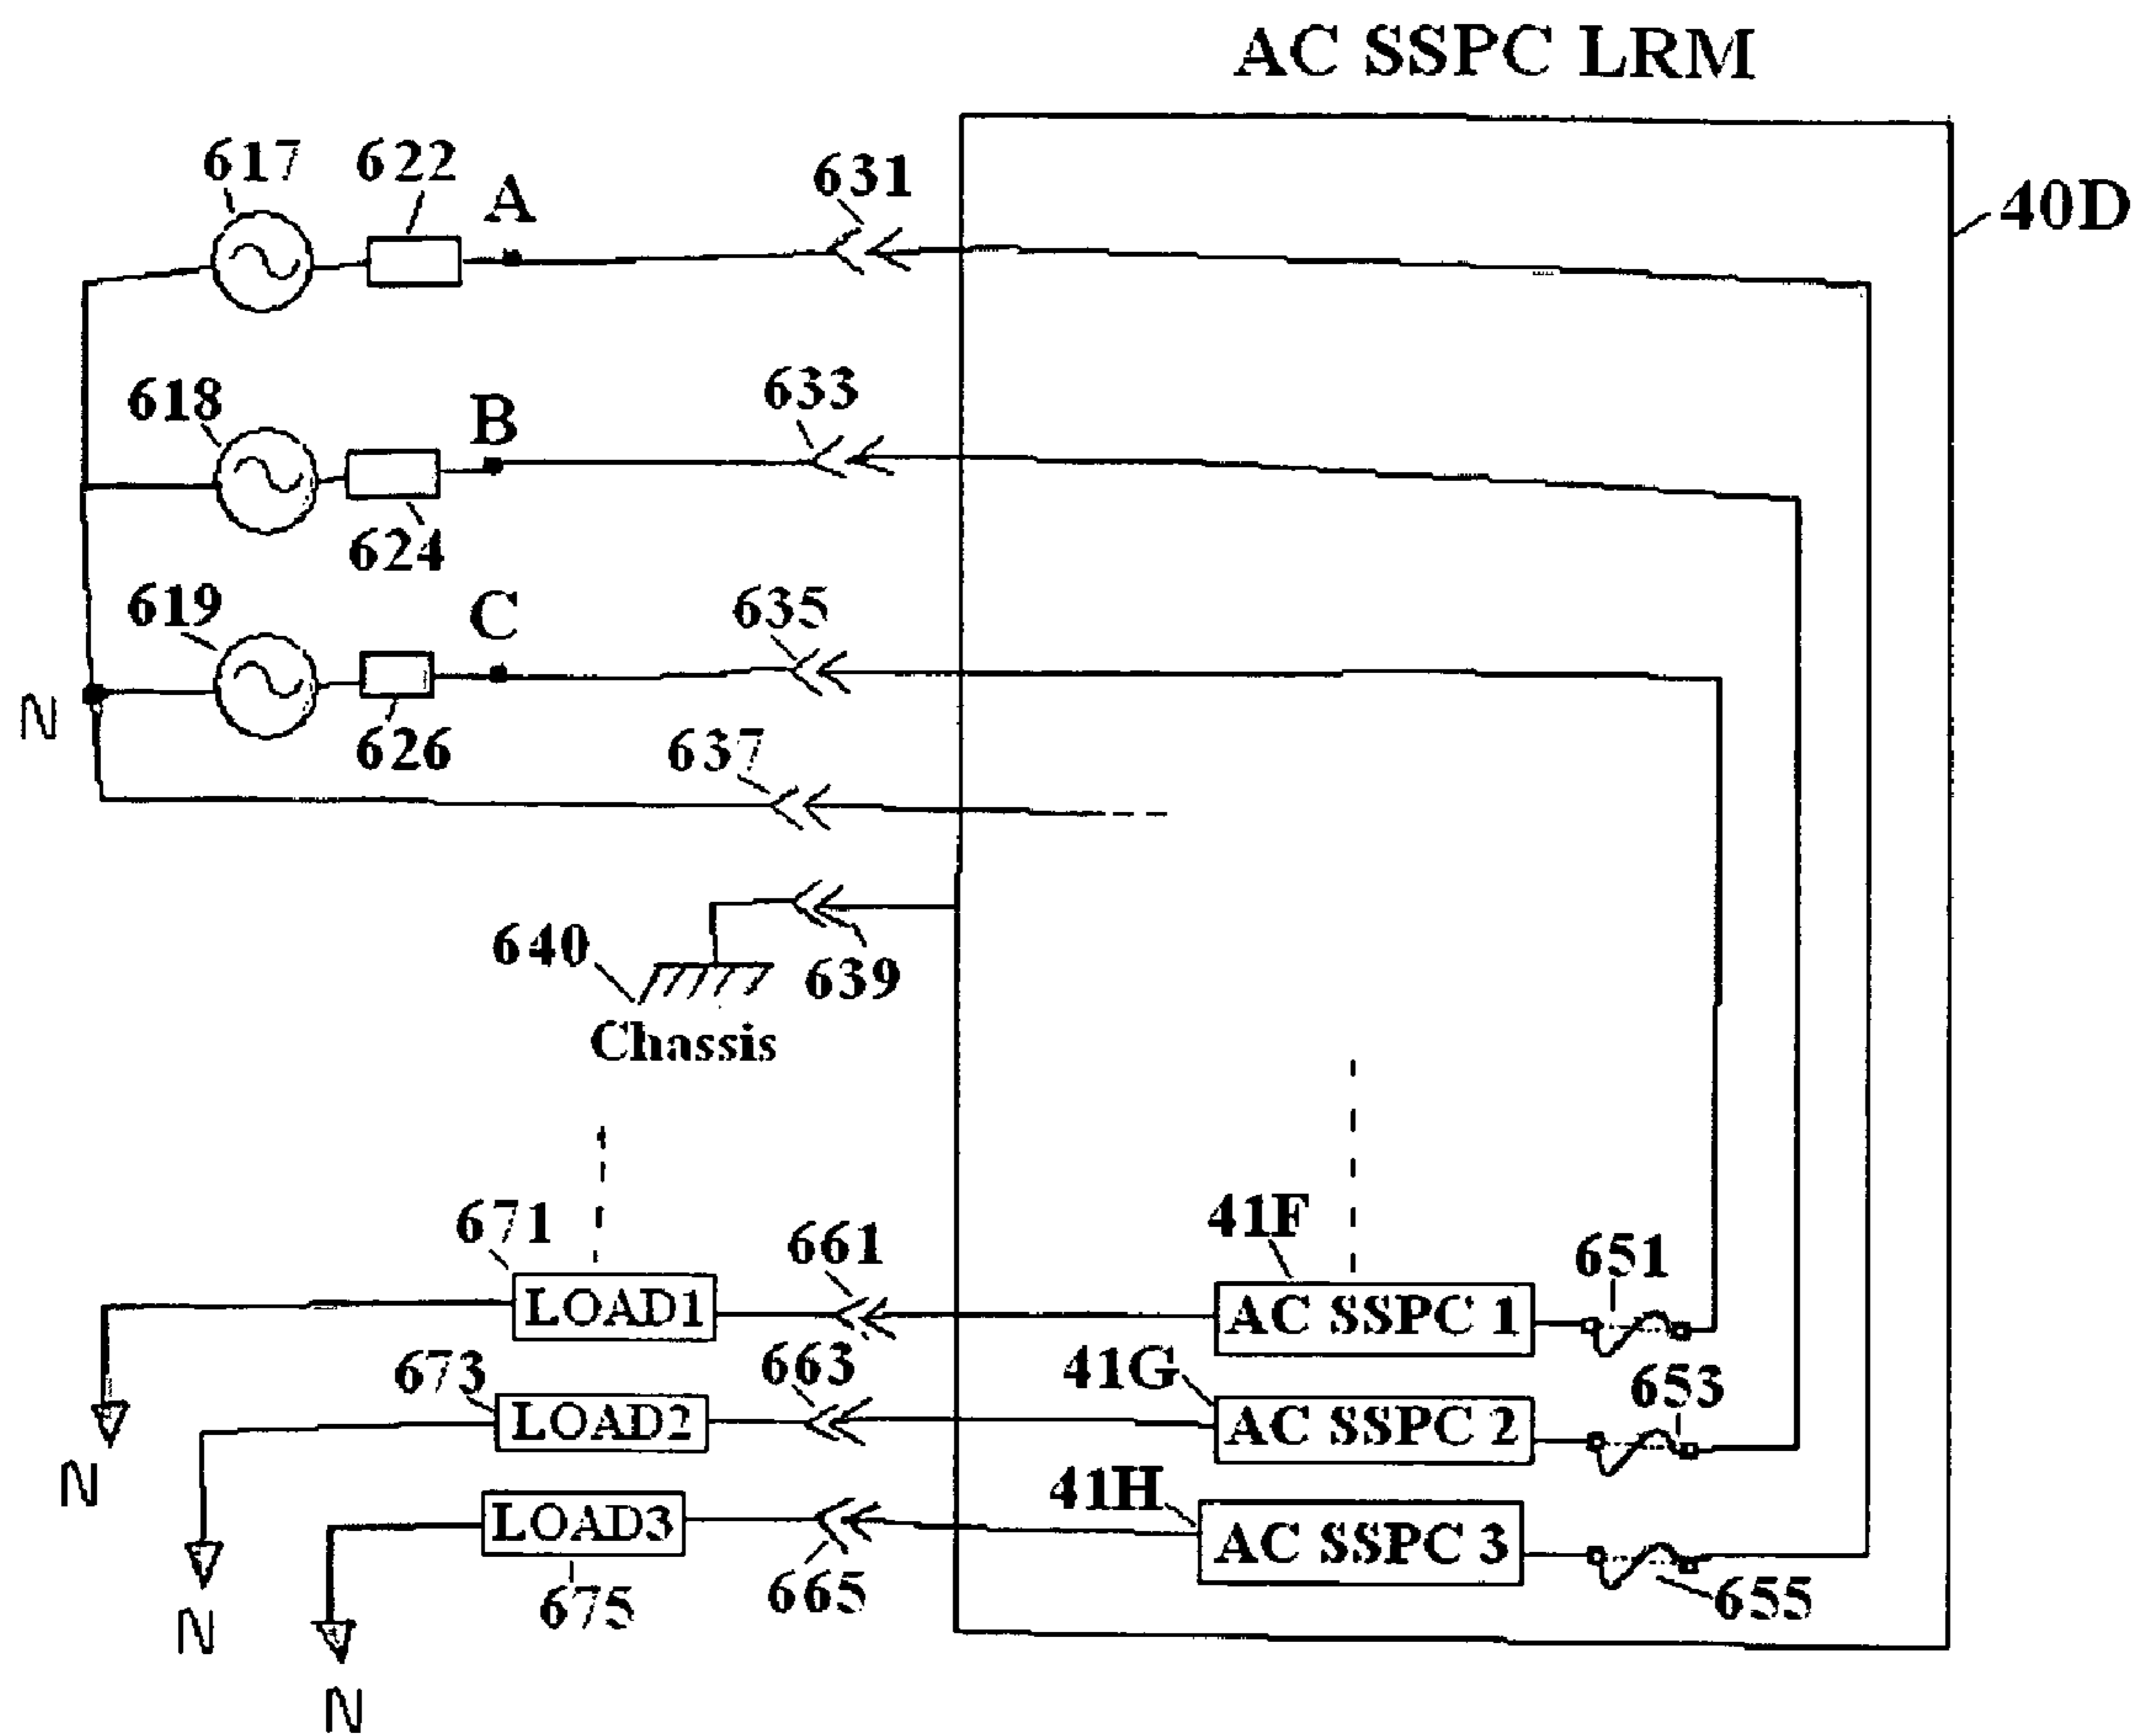 AC SSPC LRM
617
622
A
631
40D
618
B
633
624
619
C
635
N
626
637
640
639
Chassis
671
661
41F
651
LOAD1
AC SSPC 1
673
663
41G
653
LOAD2
AC SSPC 2
N
41H
LOAD3
AC SSPC 3
675
665
655
N
N